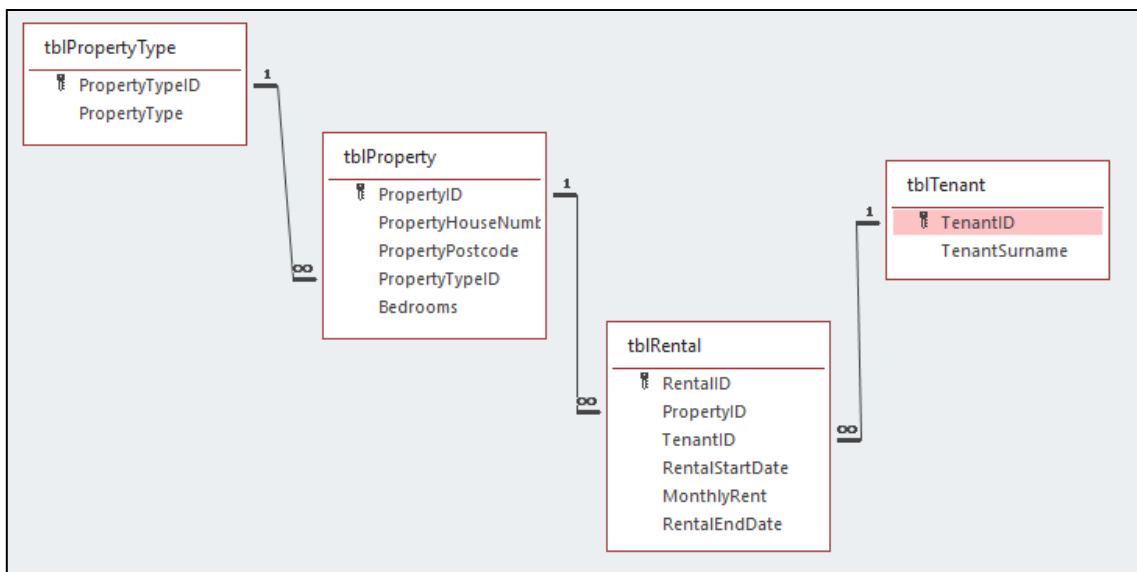 tblPropertyType
PropertyTypeID
PropertyType
1
tblProperty
PropertyID
PropertyHouseNumb
PropertyPostcode
PropertyTypeID
Bedrooms
∞
1
tblRental
RentalID
PropertyID
TenantID
RentalStartDate
MonthlyRent
RentalEndDate
∞
∞
1
tblTenant
TenantID
TenantSurname